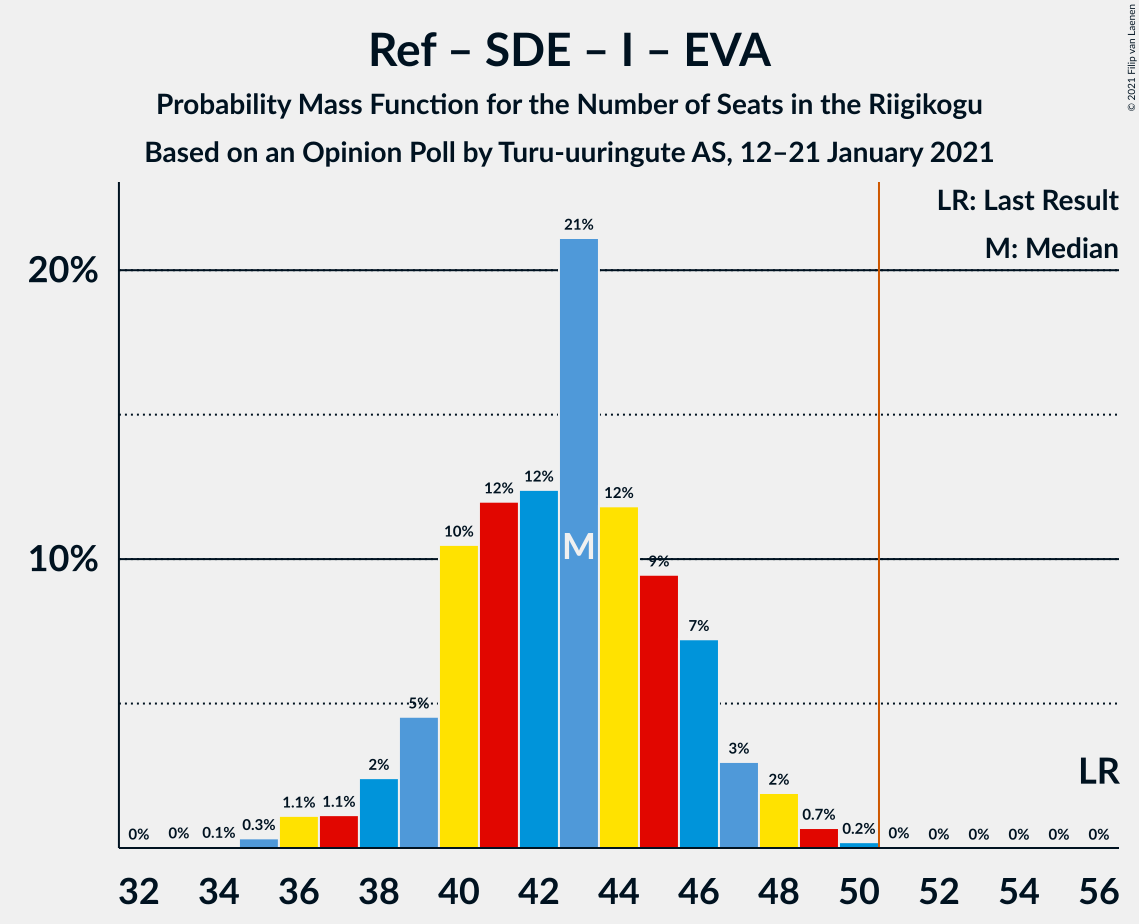 Ref – SDE – I – EVA
Probability Mass Function for the Number of Seats in the Riigikogu
Based on an Opinion Poll by Turu-uuringute AS, 12–21 January 2021
© 2021 Filip van Laenen
LR: Last Result
M: Median
20%
10%
0% 0% 0.1% 0.3% 1.1% 1.1% 2% 5% 10% 12% 12% 21% 12% 9% 7% 3% 2% 0.7% 0.2% 0% 0% 0% 0% 0% 0%
M
LR
32 34 36 38 40 42 44 46 48 50 52 54 56